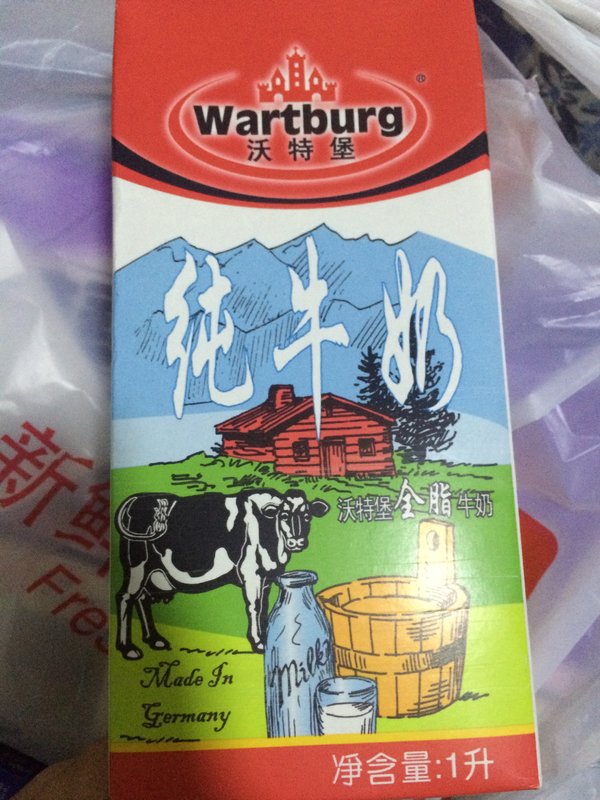 Wartburg
®
沃特堡
纯牛奶
沃特堡全脂牛奶
Milk
Made In
Germany
净含量:1升
新鲜
Fre